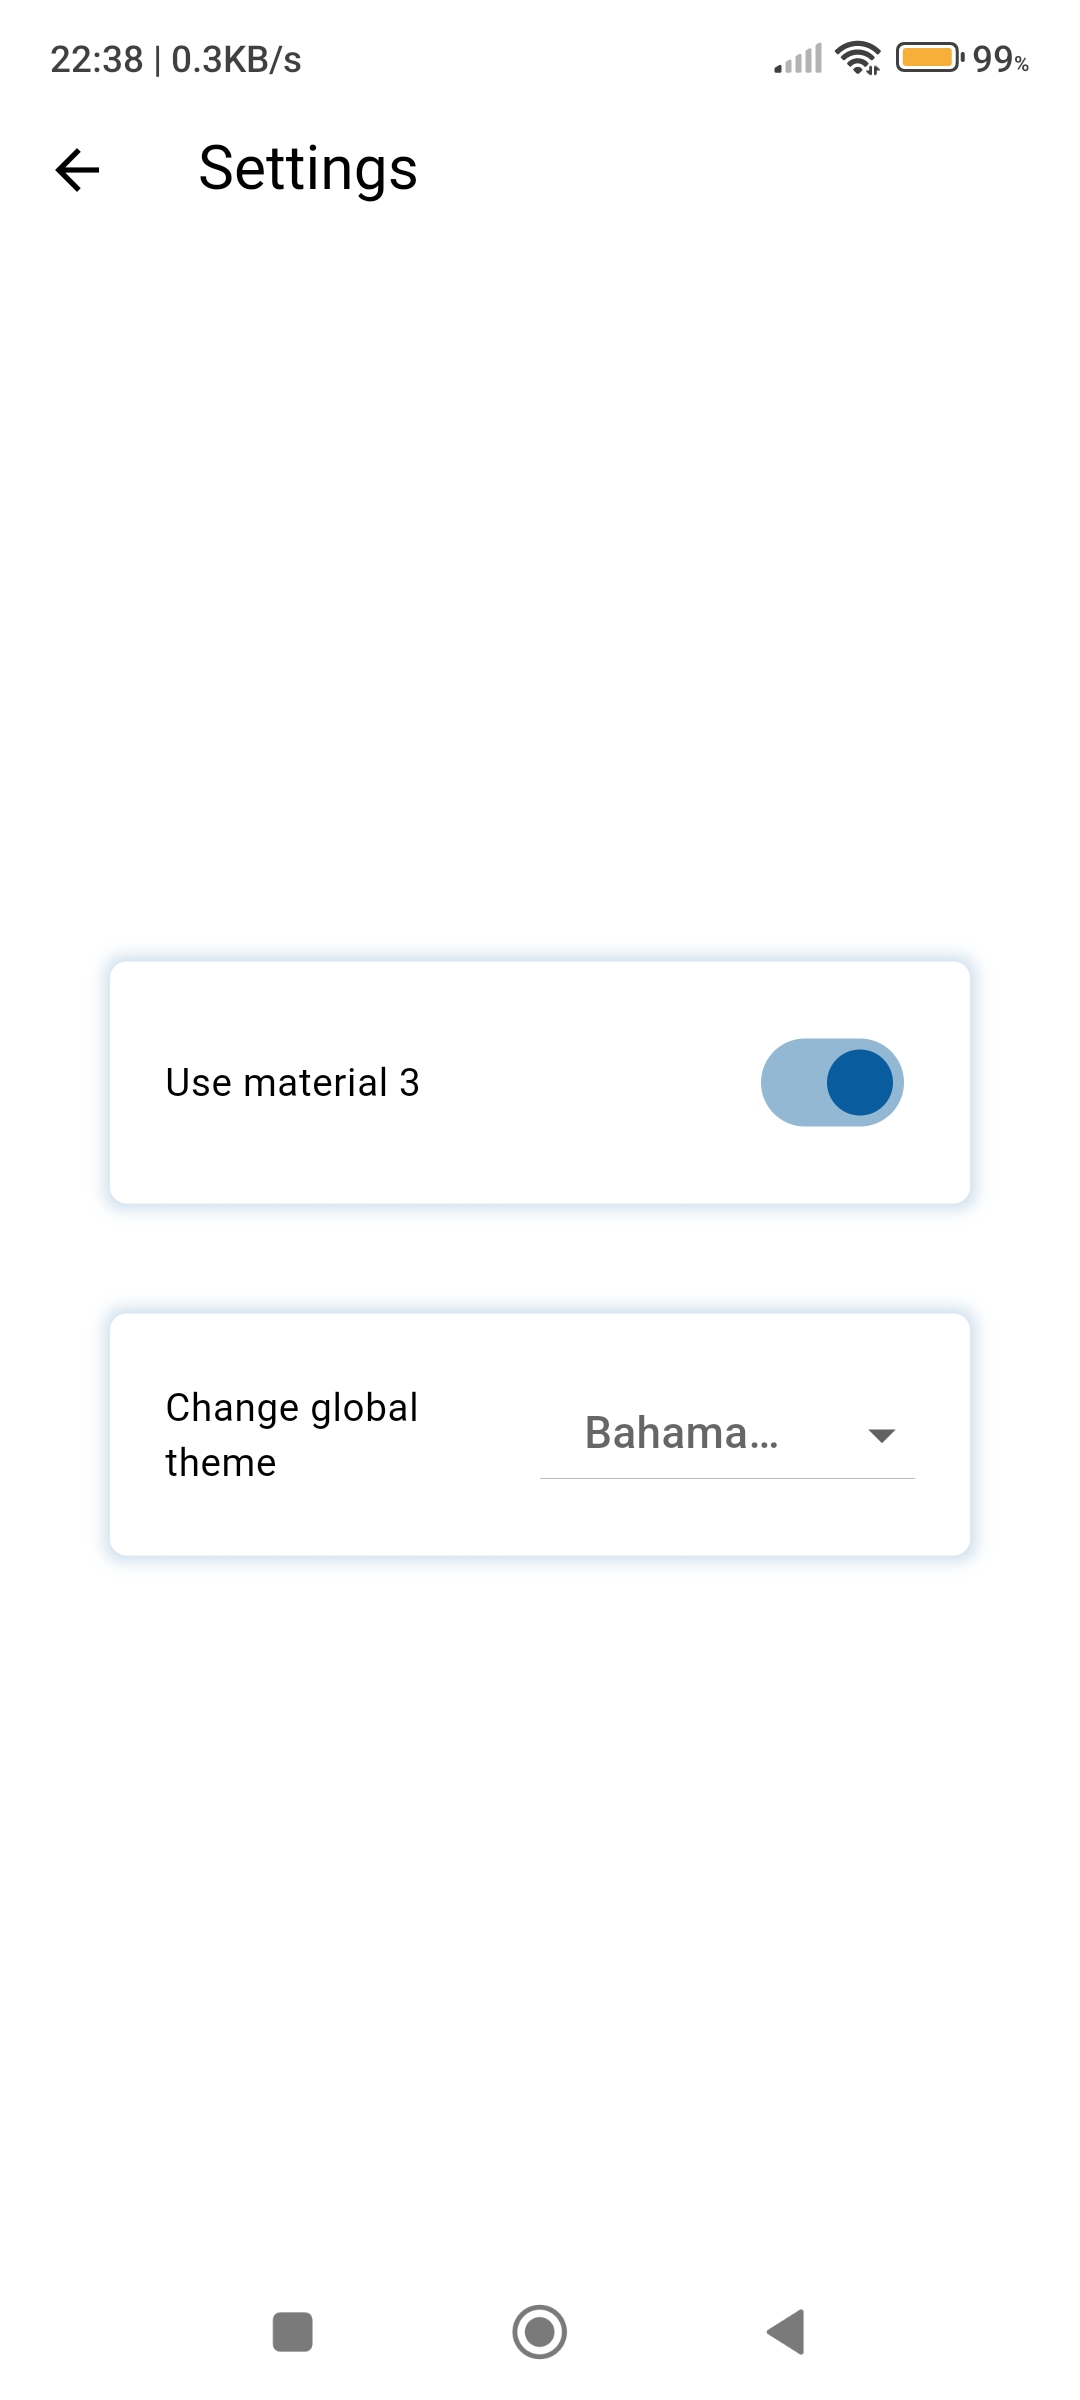 22:38 | 0.3KB/s 99%
Settings
Use material 3
Change global
theme
Bahama...